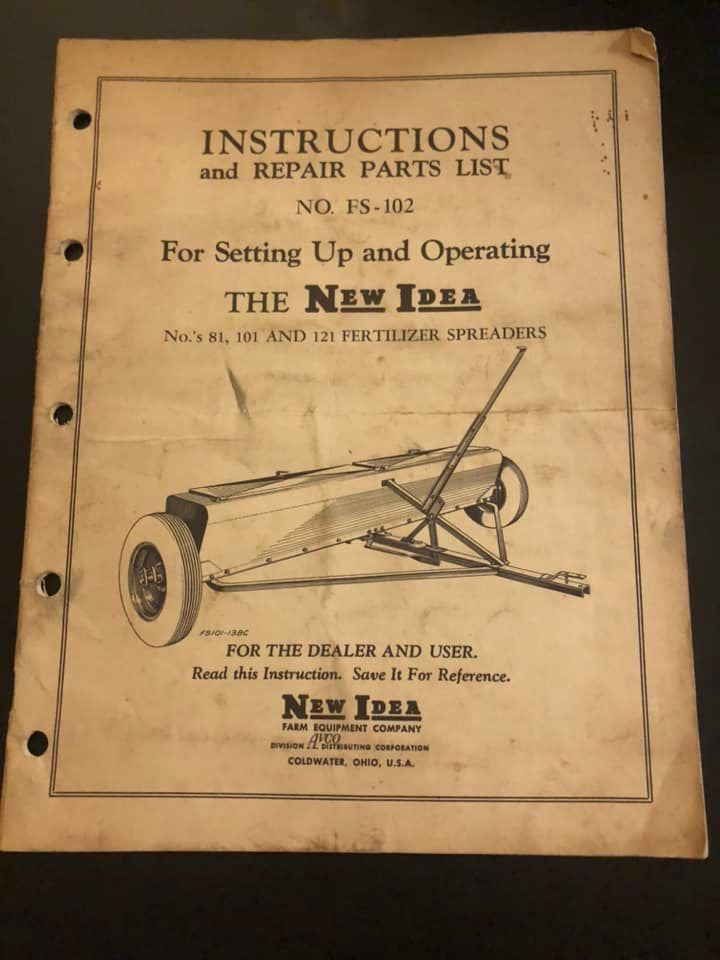 INSTRUCTIONS
and REPAIR PARTS LIST
NO. FS-102
For Setting Up and Operating
THE NEW IDEA
No.'s 81, 101 AND 121 FERTILIZER SPREADERS
FS101-13BC
FOR THE DEALER AND USER.
Read this Instruction. Save It For Reference.
NEW IDEA
FARM EQUIPMENT COMPANY
DIVISION AVCO DISTRIBUTING CORPORATION
COLDWATER, OHIO, U.S.A.